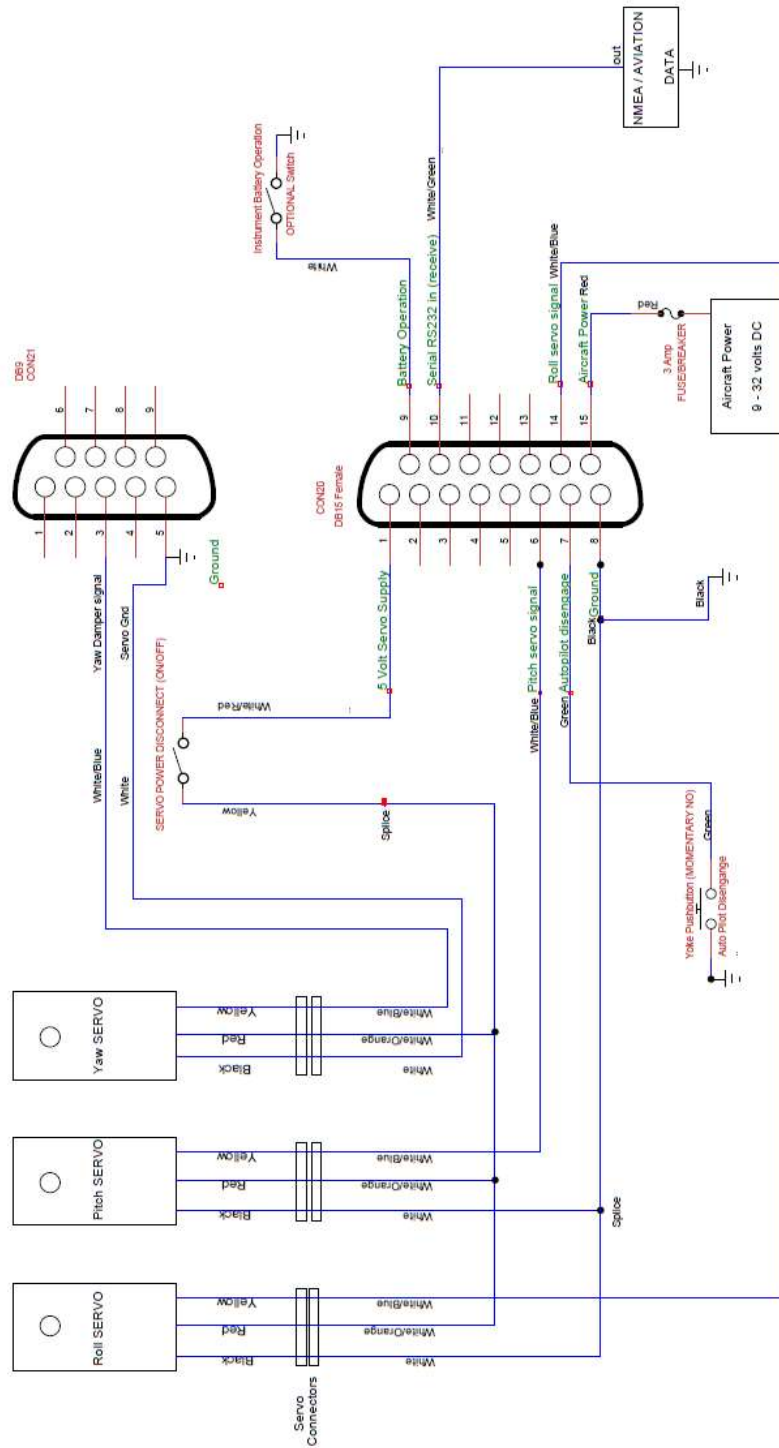 DB9
CON21
1
2
3
4
5
6
7
8
9
Ground
Yaw Damper signal
Servo Gnd
White/Blue
White
SERVO POWER DISCONNECT (ON/OFF)
White/Red
Yellow
Splice
Instrument Battery Operation
OPTIONAL Switch
White
CON20
DB15 Female
1
2
3
4
5
6
7
8
9
10
11
12
13
14
15
5 Volt Servo Supply
Pitch servo signal
White/Blue
Autopilot disengage
Green
Ground
Black
Black
Battery Operation
Serial RS232 in (receive)
White/Green
Roll servo signal
White/Blue
Aircraft Power
Red
Red
3 Amp
FUSE/BREAKER
Aircraft Power
9 - 32 volts DC
out
NMEA / AVIATION
DATA
Yoke Pushbutton (MOMENTARY NO)
Auto Pilot Disengange
Green
Splice
Yaw SERVO
Yellow
Red
Black
White/Blue
White/Orange
White
Pitch SERVO
Yellow
Red
Black
White/Blue
White/Orange
White
Roll SERVO
Yellow
Red
Black
White/Blue
White/Orange
White
Servo
Connectors